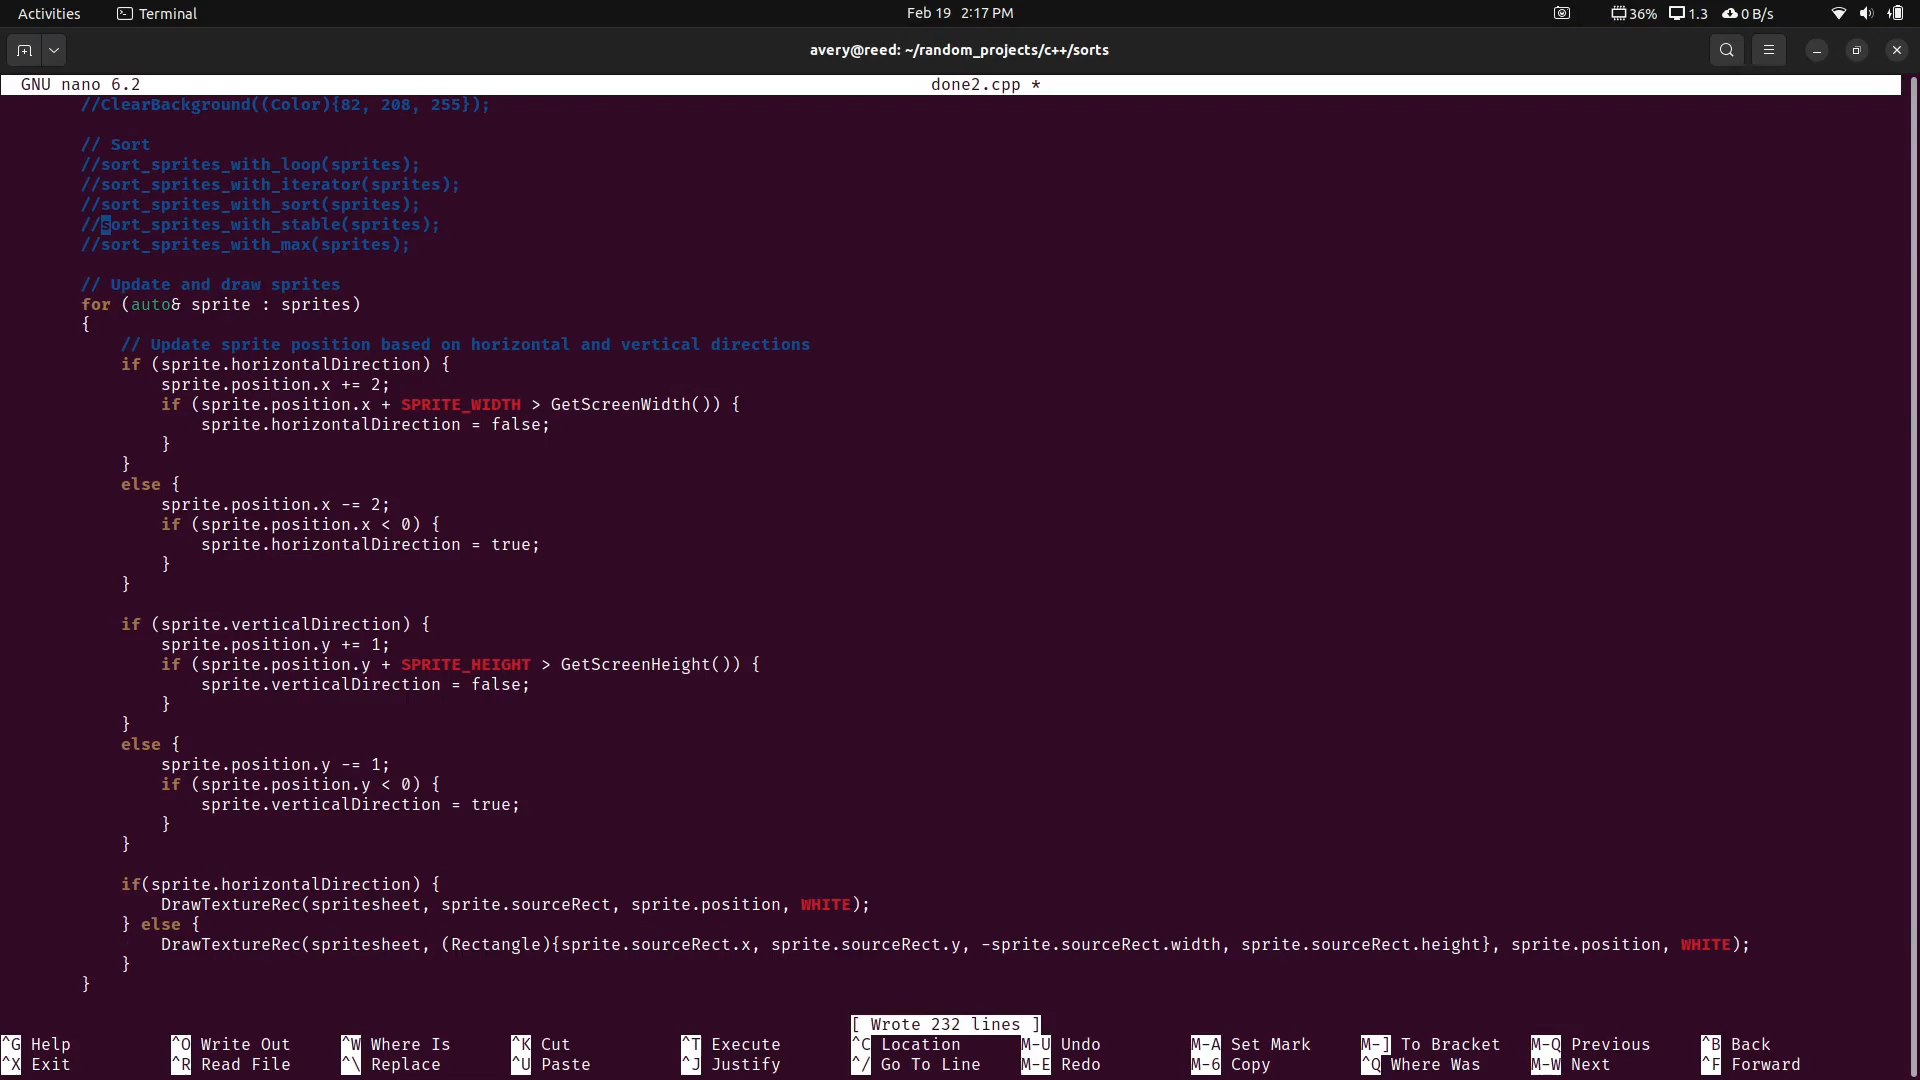 Activities Terminal Feb 19 2:17 PM 36% 1.3 0 B/s
avery@reed: ~/random_projects/c++/sorts
GNU nano 6.2 done2.cpp *
//ClearBackground((Color){82, 208, 255});
// Sort
//sort_sprites_with_loop(sprites);
//sort_sprites_with_iterator(sprites);
//sort_sprites_with_sort(sprites);
//sort_sprites_with_stable(sprites);
//sort_sprites_with_max(sprites);
// Update and draw sprites
for (auto& sprite : sprites)
{
// Update sprite position based on horizontal and vertical directions
if (sprite.horizontalDirection) {
sprite.position.x += 2;
if (sprite.position.x + SPRITE_WIDTH > GetScreenWidth()) {
sprite.horizontalDirection = false;
}
}
else {
sprite.position.x -= 2;
if (sprite.position.x < 0) {
sprite.horizontalDirection = true;
}
}
if (sprite.verticalDirection) {
sprite.position.y += 1;
if (sprite.position.y + SPRITE_HEIGHT > GetScreenHeight()) {
sprite.verticalDirection = false;
}
}
else {
sprite.position.y -= 1;
if (sprite.position.y < 0) {
sprite.verticalDirection = true;
}
}
if(sprite.horizontalDirection) {
DrawTextureRec(spritesheet, sprite.sourceRect, sprite.position, WHITE);
} else {
DrawTextureRec(spritesheet, (Rectangle){sprite.sourceRect.x, sprite.sourceRect.y, -sprite.sourceRect.width, sprite.sourceRect.height}, sprite.position, WHITE);
}
}
[ Wrote 232 lines ]
^G Help ^O Write Out ^W Where Is ^K Cut ^T Execute ^C Location M-U Undo M-A Set Mark M-] To Bracket M-Q Previous ^B Back
^X Exit ^R Read File ^\ Replace ^U Paste ^J Justify ^/ Go To Line M-E Redo M-6 Copy ^Q Where Was M-W Next ^F Forward